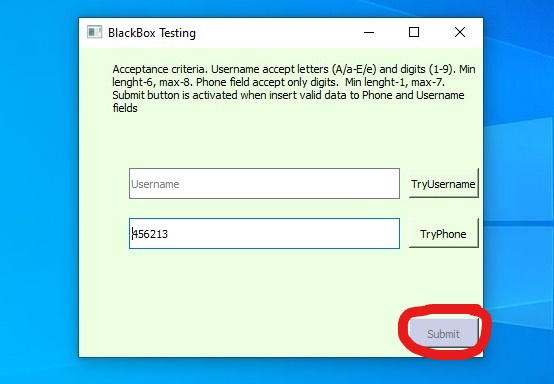 BlackBox Testing
Acceptance criteria. Username accept letters (A/a-E/e) and digits (1-9). Min
lenght-6, max-8. Phone field accept only digits.  Min lenght-1, max-7.
Submit button is activated when insert valid data to Phone and Username
fields
Username
TryUsername
456213
TryPhone
Submit